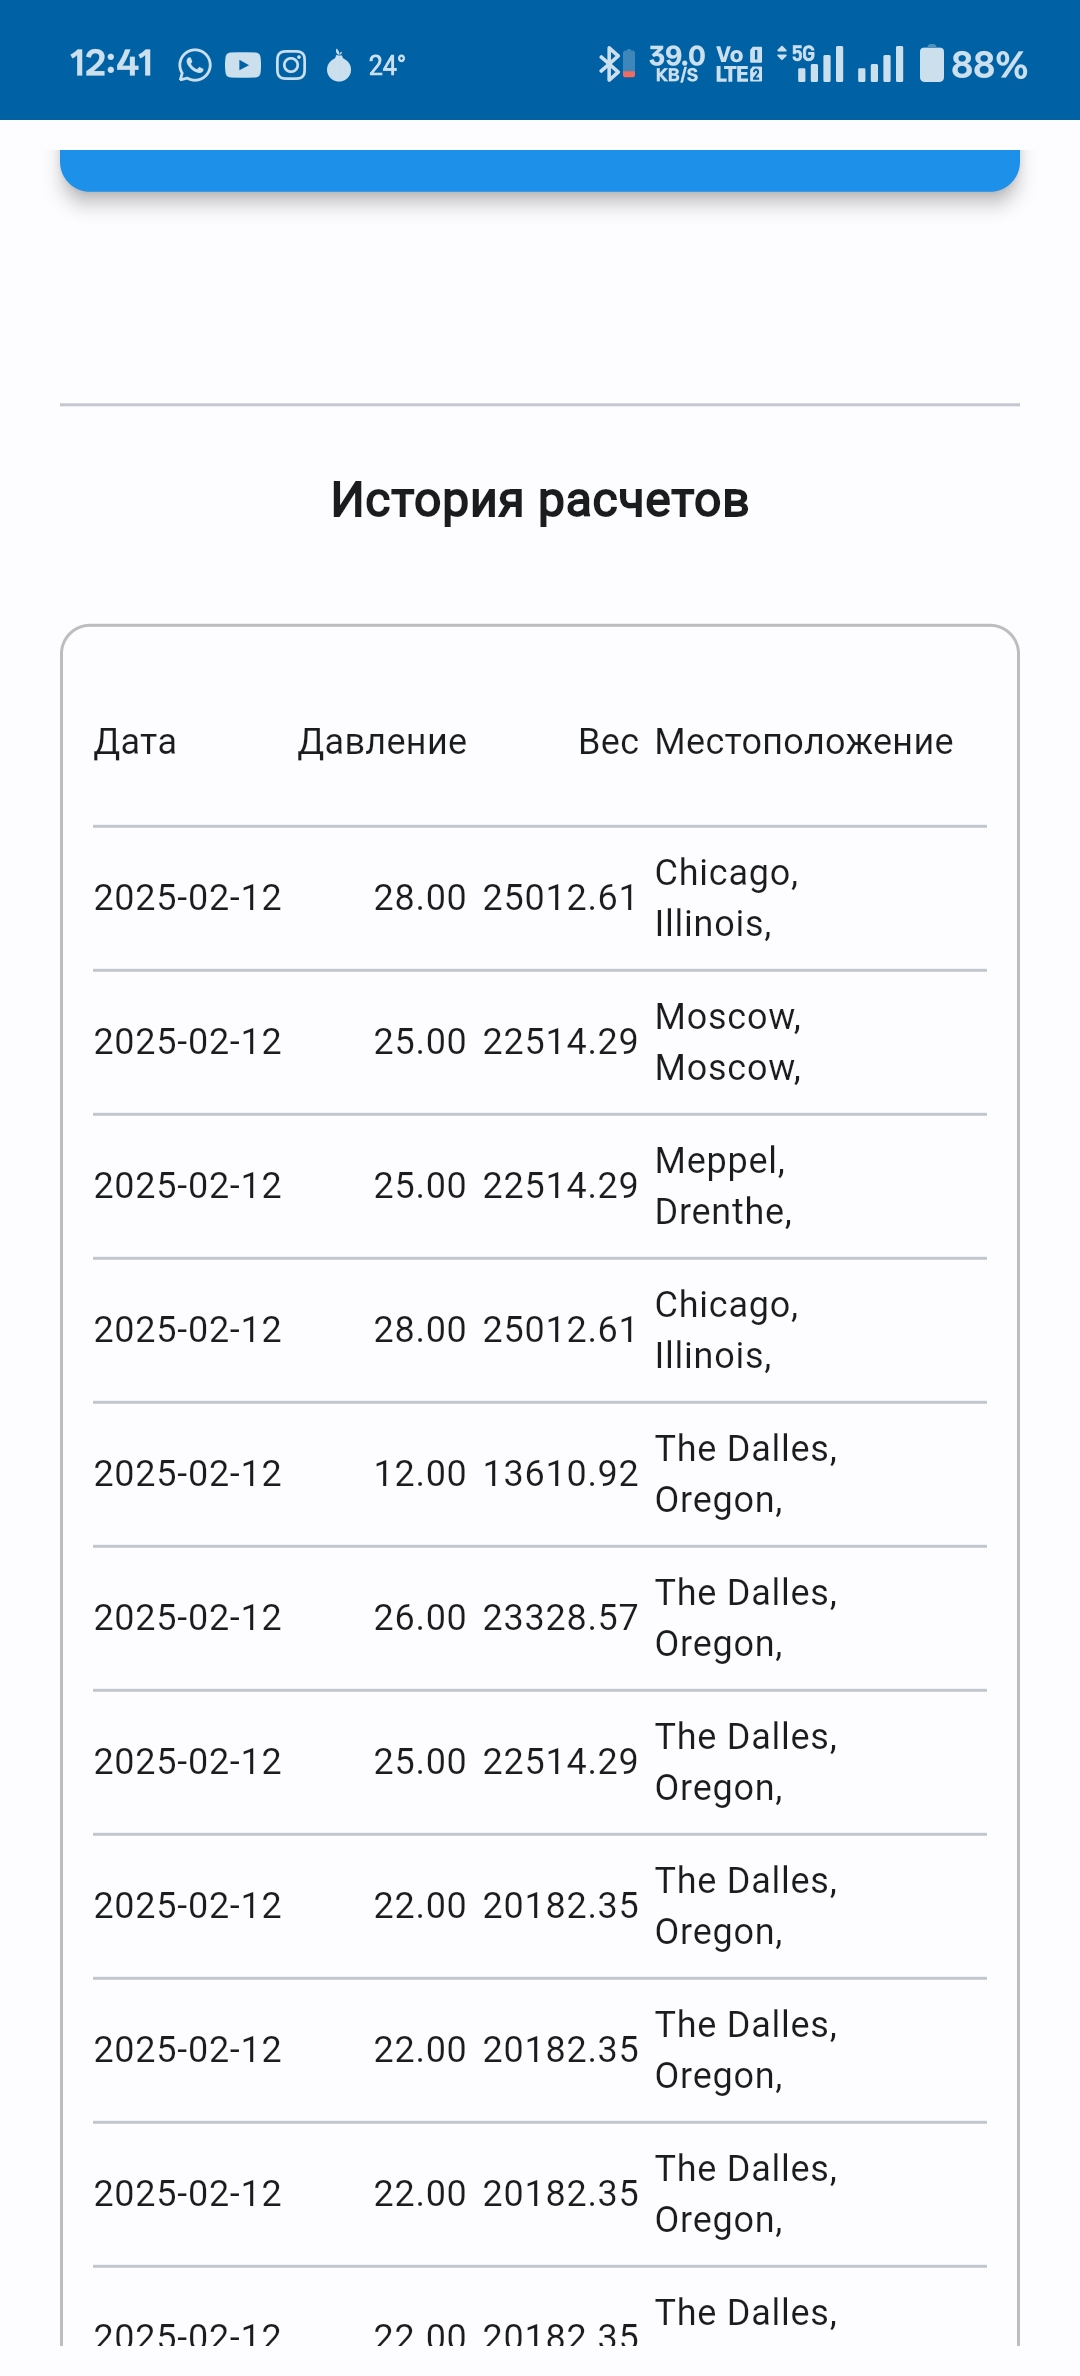 12:41 24° 39.0 KB/S Vo LTE 1 2 5G 88%
История расчетов
Дата Давление Вес Местоположение
2025-02-12 28.00 25012.61 Chicago, Illinois,
2025-02-12 25.00 22514.29 Moscow, Moscow,
2025-02-12 25.00 22514.29 Meppel, Drenthe,
2025-02-12 28.00 25012.61 Chicago, Illinois,
2025-02-12 12.00 13610.92 The Dalles, Oregon,
2025-02-12 26.00 23328.57 The Dalles, Oregon,
2025-02-12 25.00 22514.29 The Dalles, Oregon,
2025-02-12 22.00 20182.35 The Dalles, Oregon,
2025-02-12 22.00 20182.35 The Dalles, Oregon,
2025-02-12 22.00 20182.35 The Dalles, Oregon,
2025-02-12 22.00 20182.35 The Dalles,